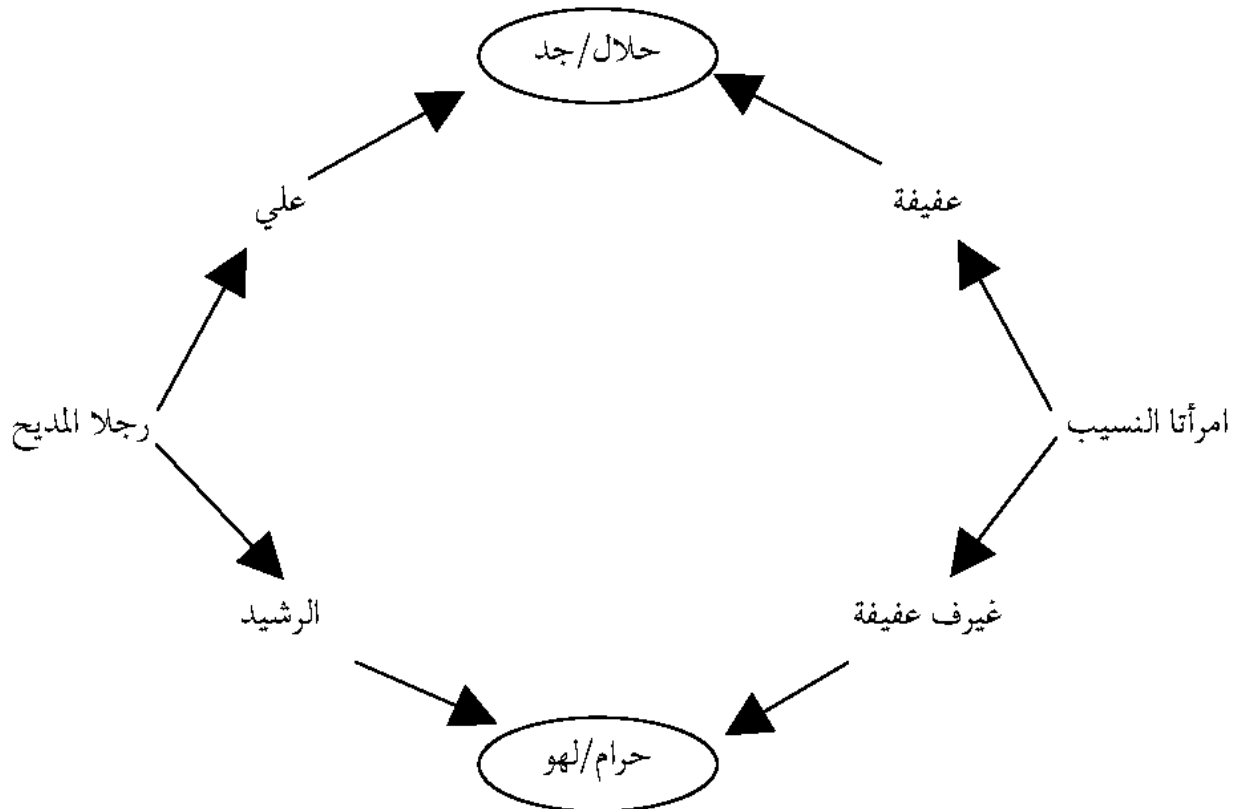 حلال/جد
عفيفة
علي
امرأتا النسيب
رجلا المديح
غيرف عفيفة
الرشيد
حرام/لهو